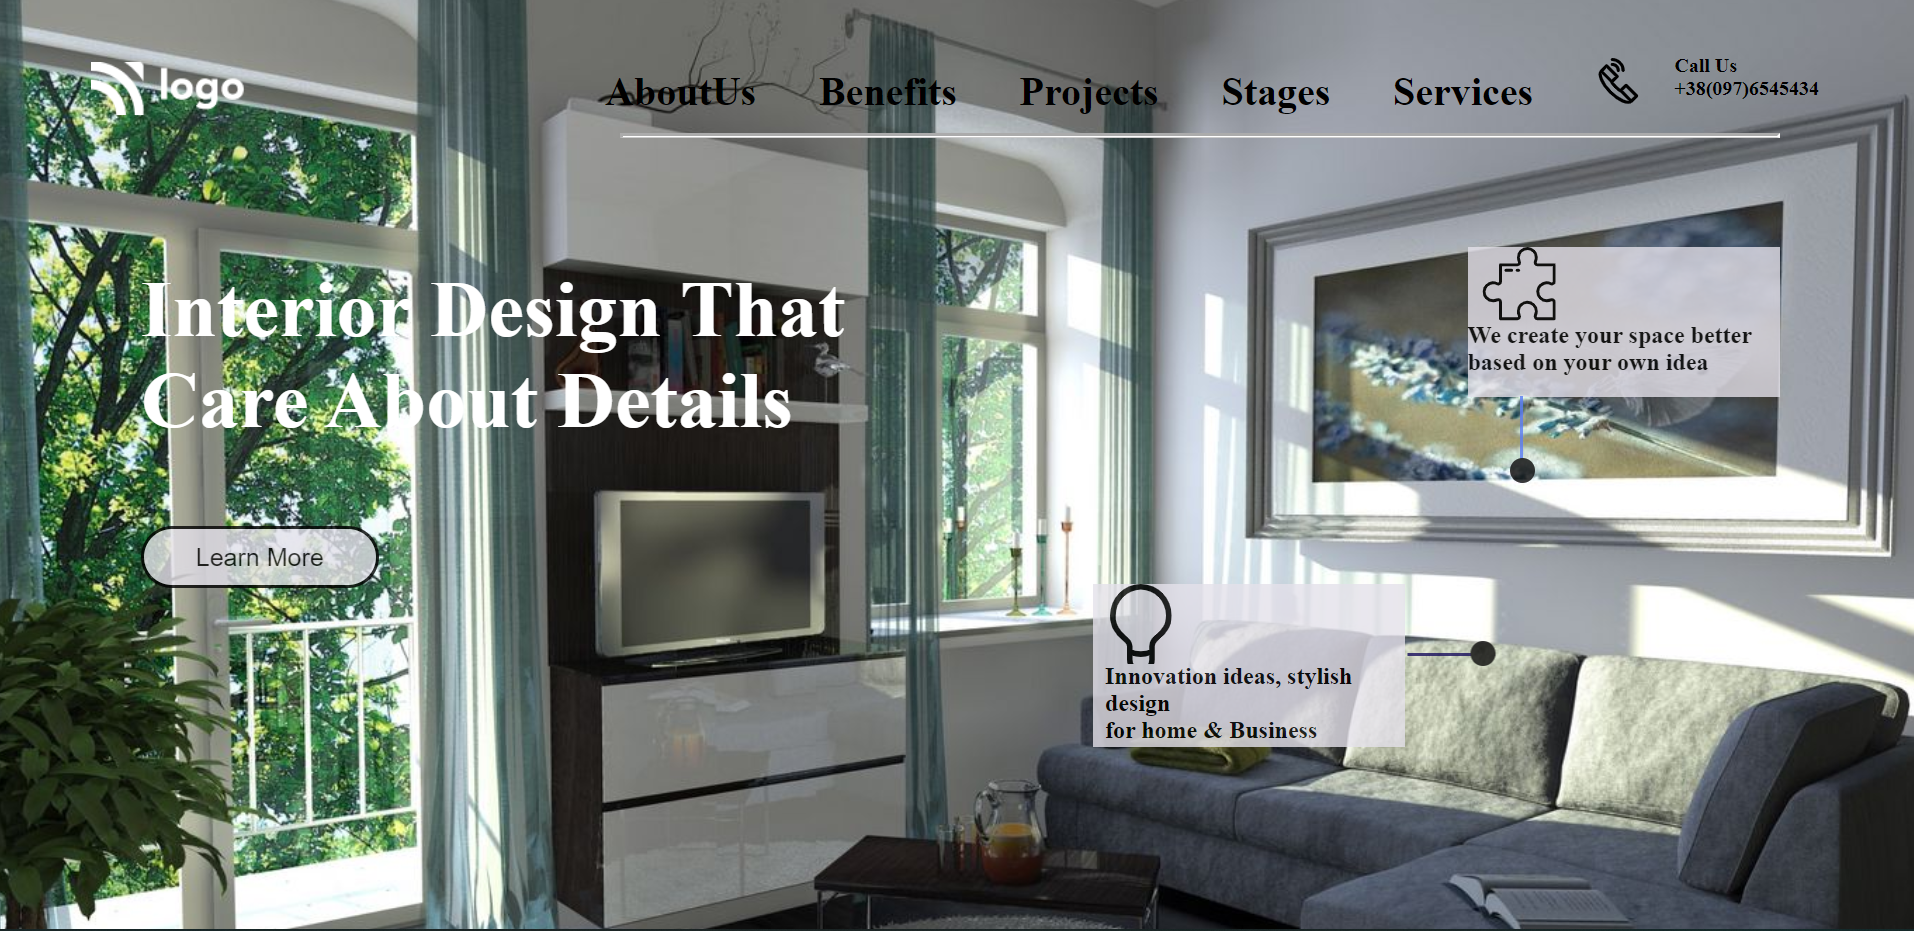 logo
AboutUs Benefits Projects Stages Services
Call Us
+38(097)6545434
Interior Design That
Care About Details
We create your space better
based on your own idea
Learn More
Innovation ideas, stylish
design
for home & Business